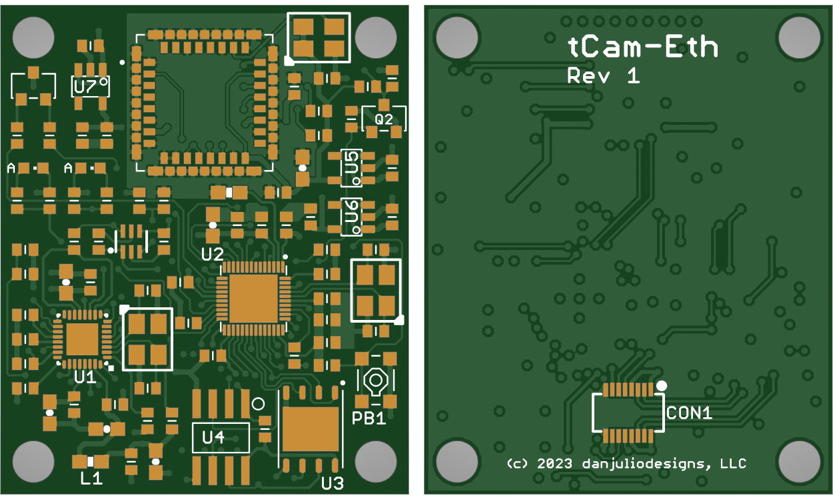 tCam-Eth
Rev 1
U7
Q2
U5
A
A
U6
U2
U1
PB1
U4
L1
U3
CON1
(c) 2023 danjuliodesigns, LLC